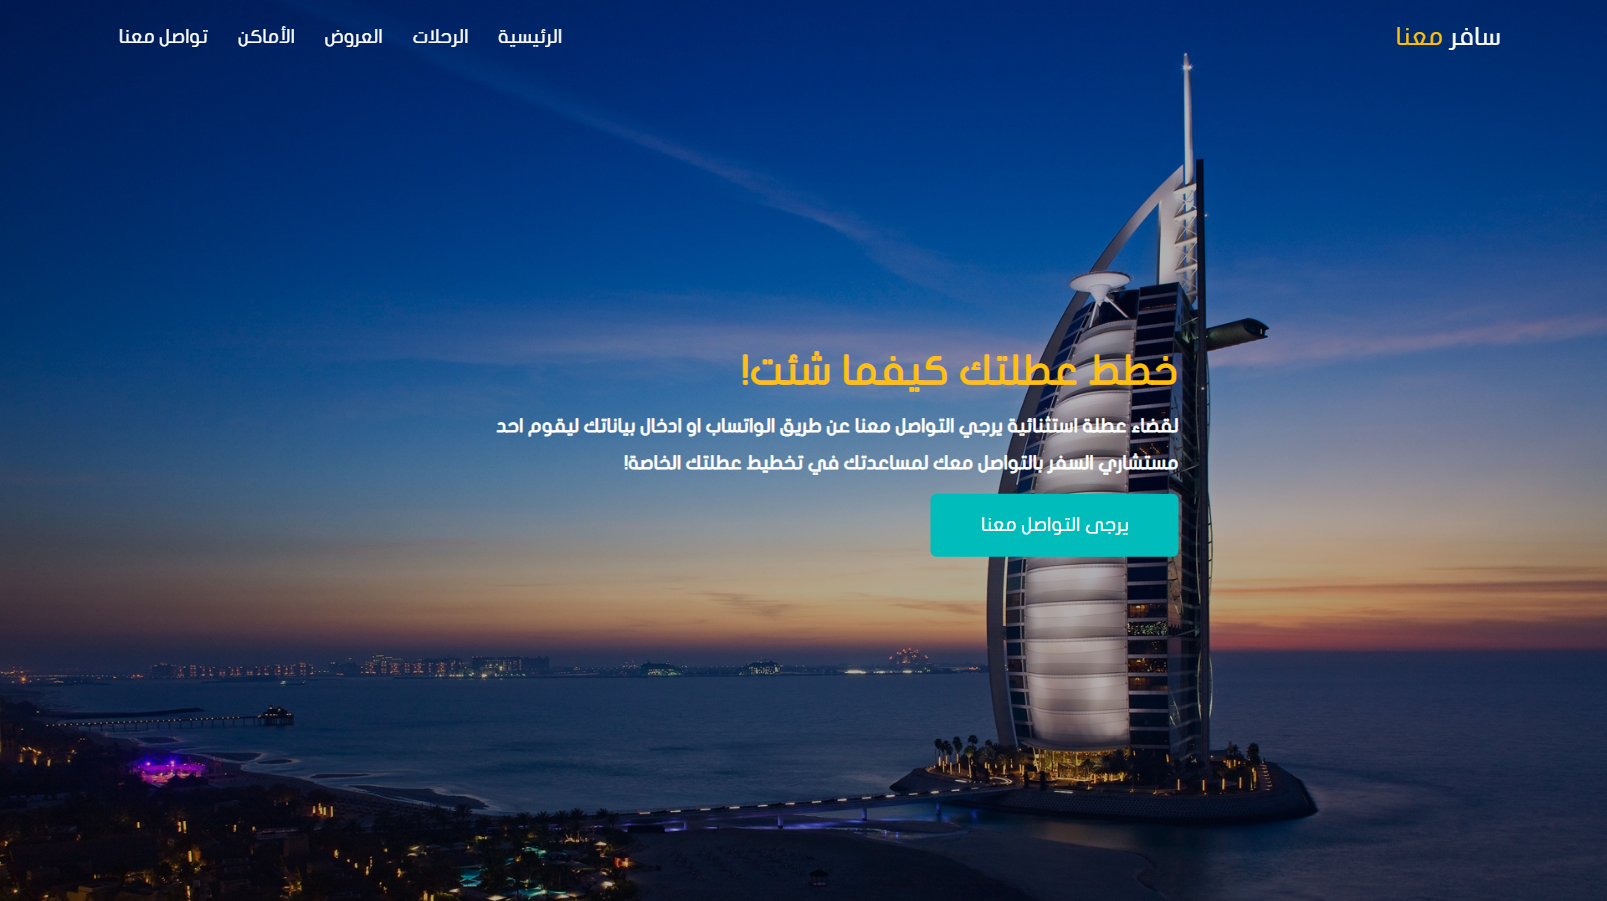 سافر معنا
الرئيسية الرحلات العروض الأماكن تواصل معنا
خطط عطلتك كيفما شئت!
لقضاء عطلة استثنائية يرجي التواصل معنا عن طريق الواتساب او ادخال بياناتك ليقوم احد
مستشاري السفر بالتواصل معك لمساعدتك في تخطيط عطلتك الخاصة!
يرجى التواصل معنا